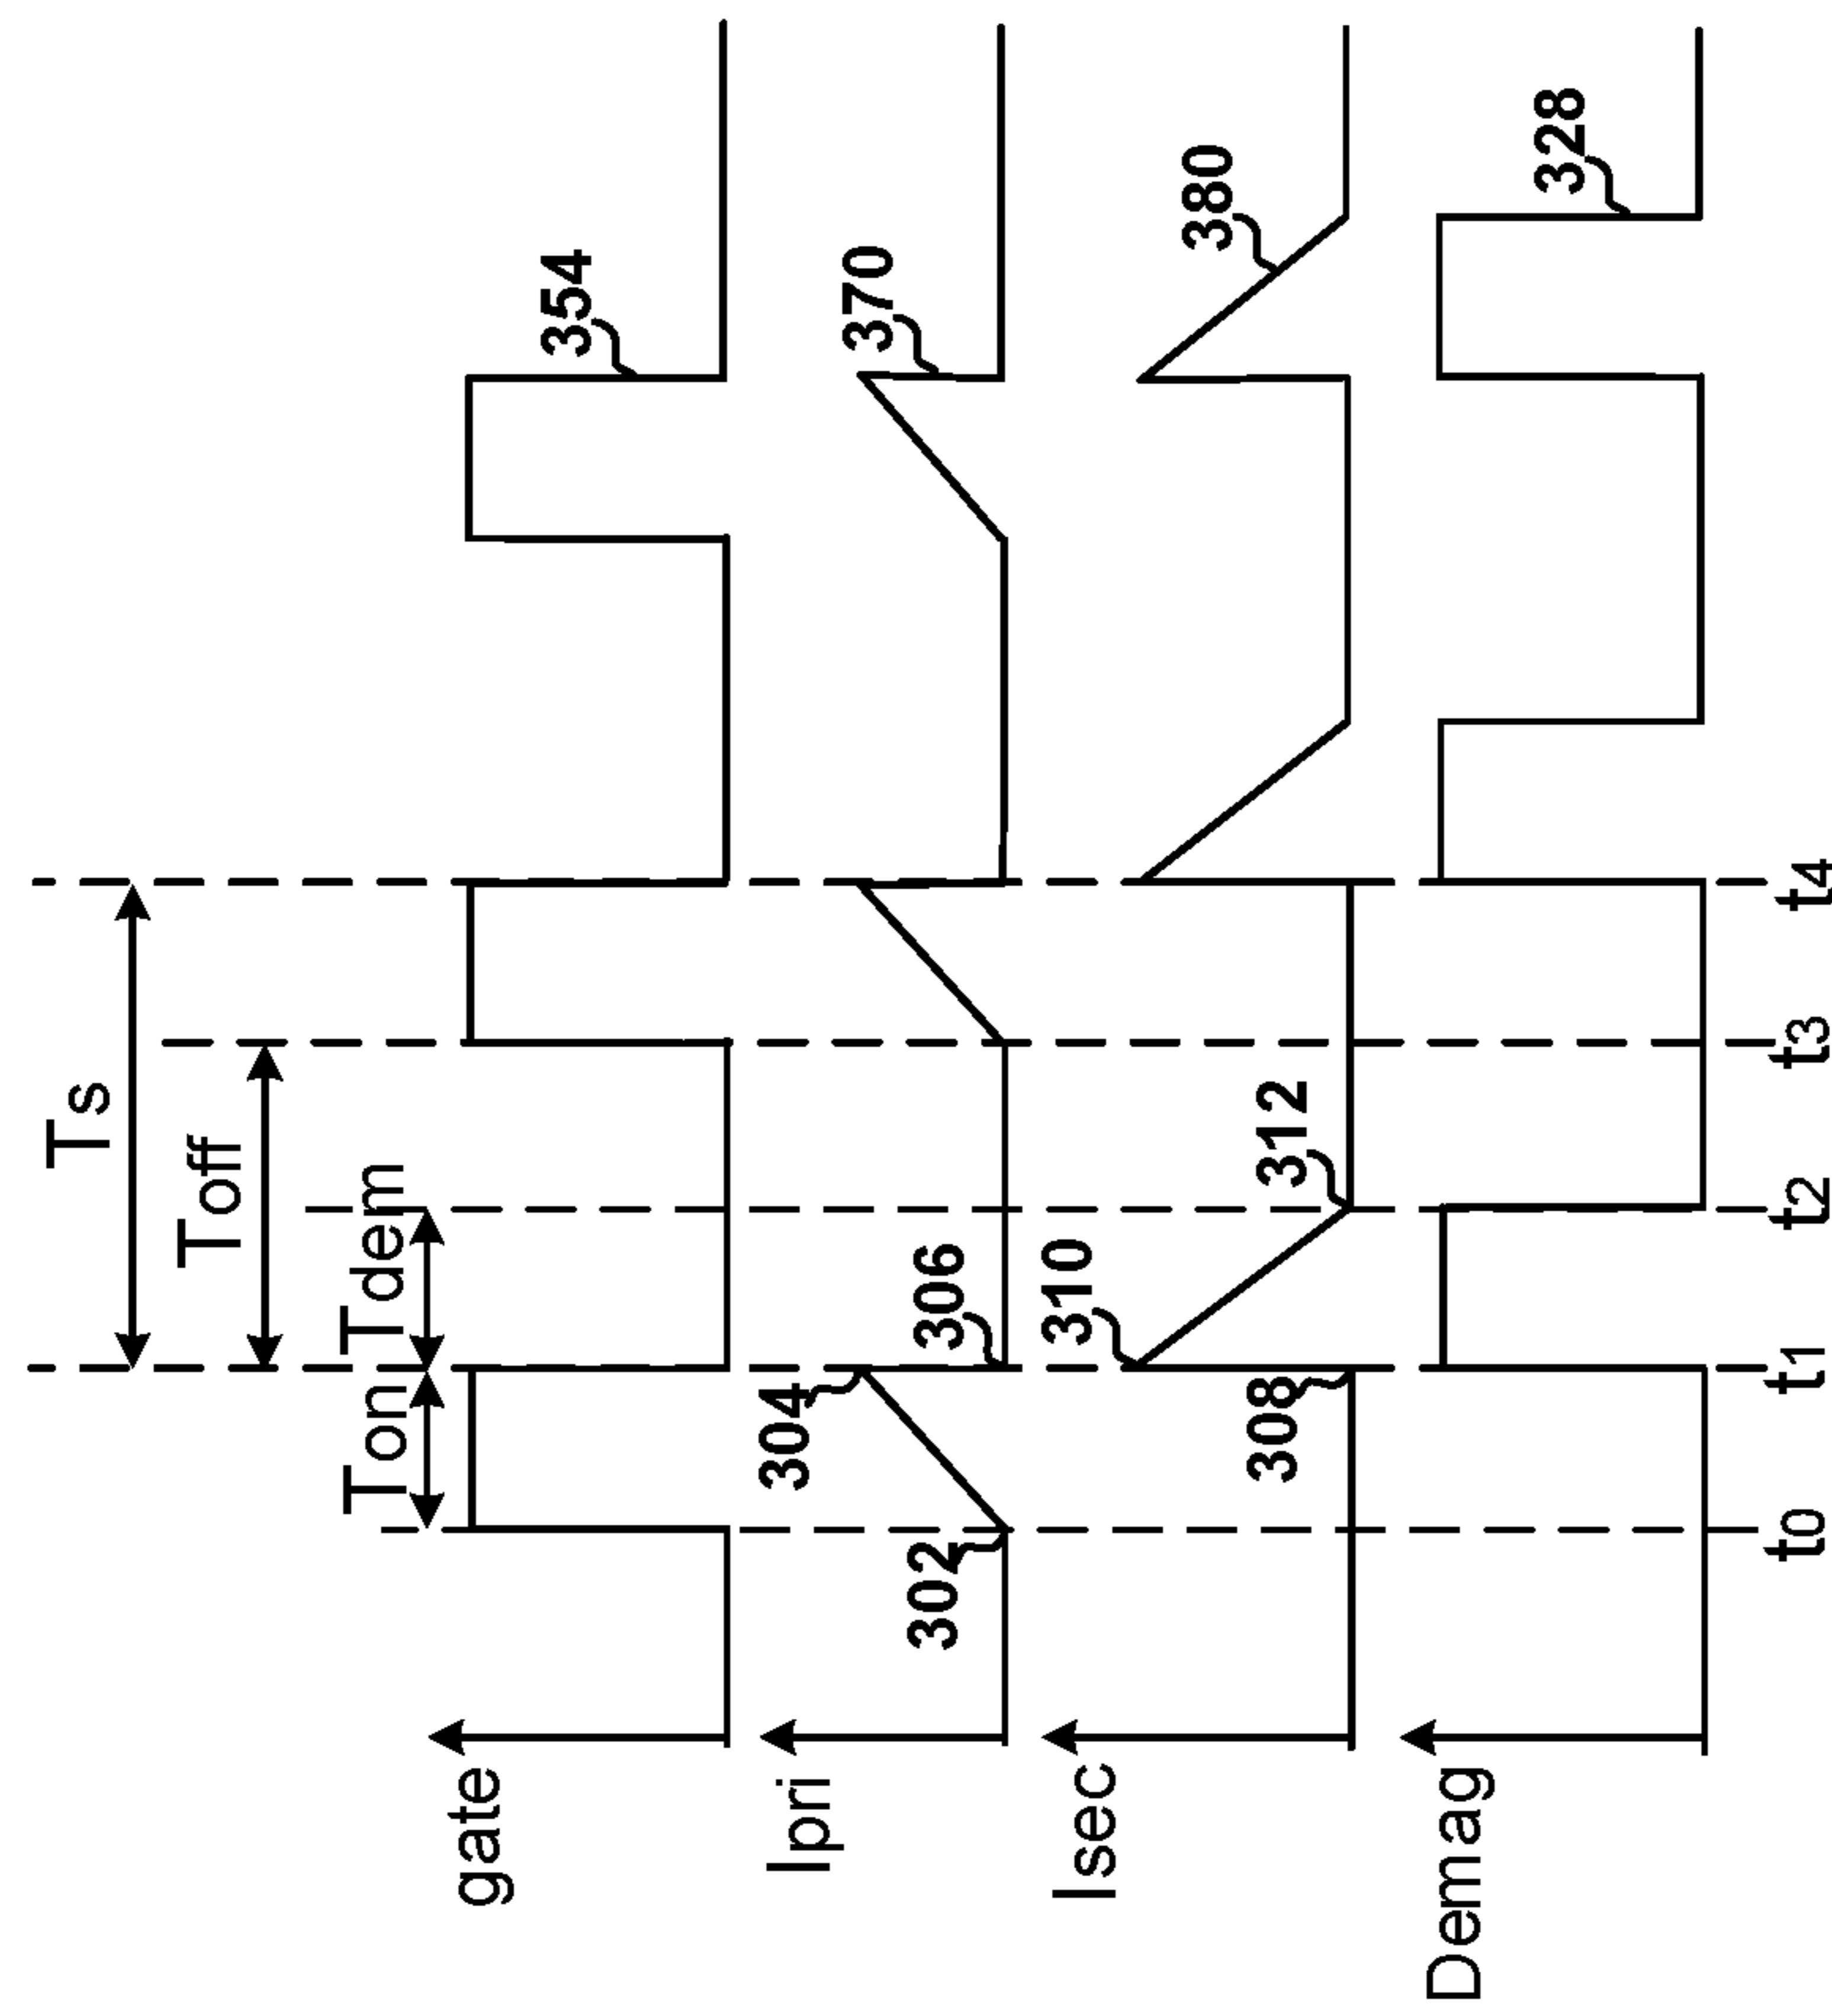 Ts
Toff
Ton
Tdem
gate
354
304
Ipri
302
306
370
310
Isec
308
312
380
Demag
328
t0
t1
t2
t3
t4